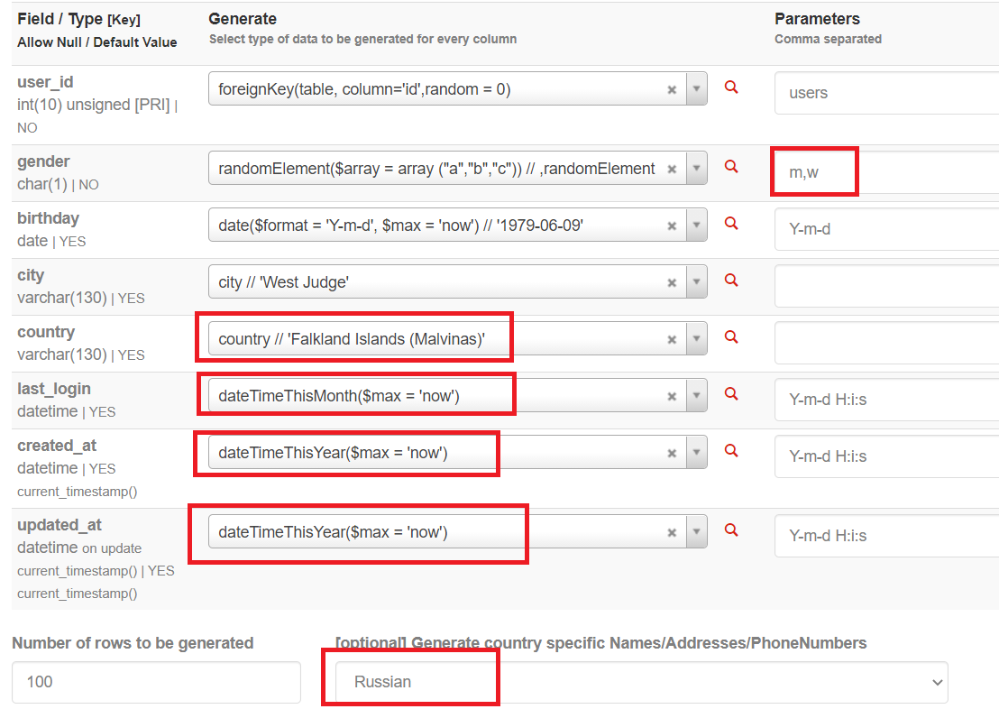 Field / Type [Key]
Allow Null / Default Value
Generate
Select type of data to be generated for every column
Parameters
Comma separated
user_id
int(10) unsigned [PRI] |
NO
foreignKey(table, column='id',random = 0)
users
gender
char(1) | NO
randomElement($array = array ("a","b","c")) // ,randomElement
m,w
birthday
date | YES
date($format = 'Y-m-d', $max = 'now') // '1979-06-09'
Y-m-d
city
varchar(130) | YES
city // 'West Judge'
country
varchar(130) | YES
country // 'Falkland Islands (Malvinas)'
last_login
datetime | YES
dateTimeThisMonth($max = 'now')
Y-m-d H:i:s
created_at
datetime | YES
current_timestamp()
dateTimeThisYear($max = 'now')
Y-m-d H:i:s
updated_at
datetime on update
current_timestamp() | YES
current_timestamp()
dateTimeThisYear($max = 'now')
Y-m-d H:i:s
Number of rows to be generated
100
[optional] Generate country specific Names/Addresses/PhoneNumbers
Russian